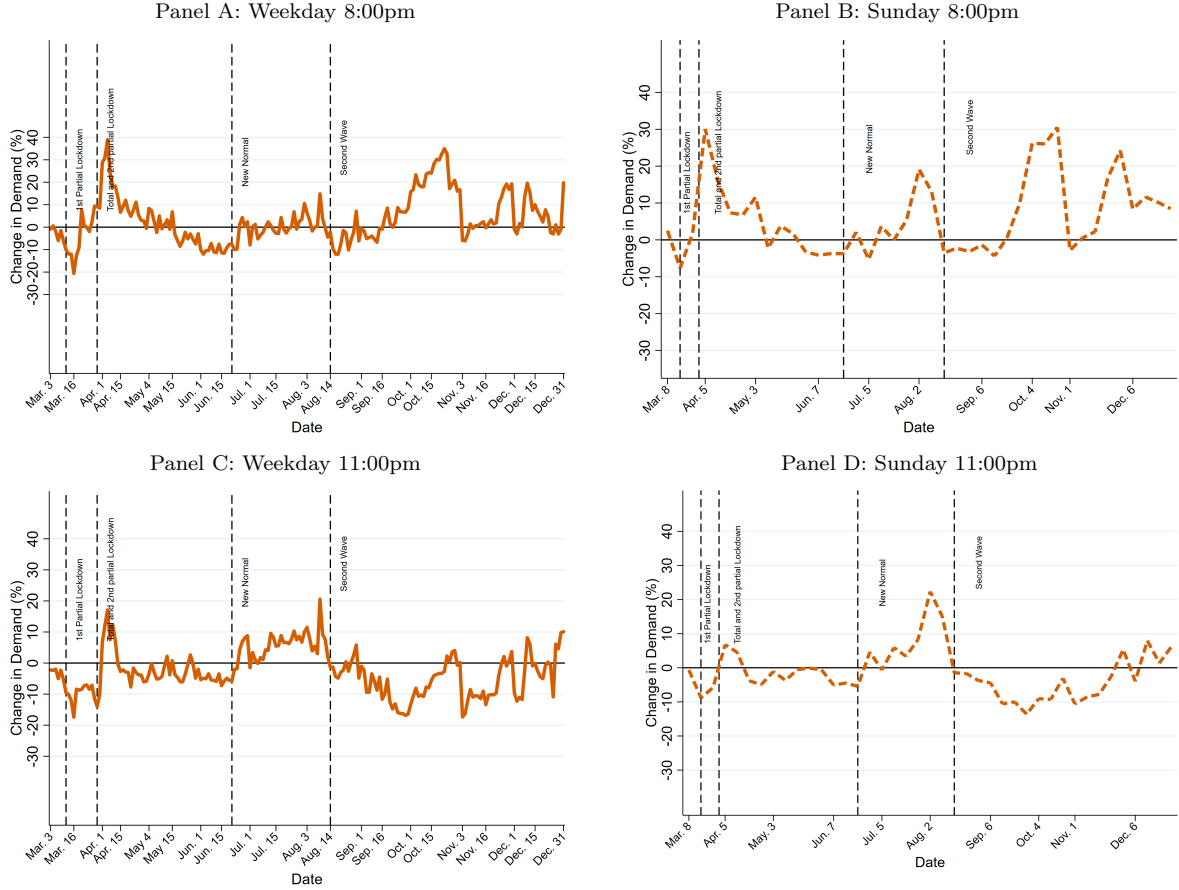 Panel A: Weekday 8:00pm
Change in Demand (%)
40
30
20
10
0
-10
-20
-30
1st Partial Lockdown
Total and 2nd partial Lockdown
New Normal
Second Wave
Mar. 3
Mar. 16
Apr. 1
Apr. 15
May 4
May 15
Jun. 1
Jun. 15
Jul. 1
Jul. 15
Aug. 3
Aug. 14
Sep. 1
Sep. 16
Oct. 1
Oct. 15
Nov. 3
Nov. 16
Dec. 1
Dec. 15
Dec. 31
Date
Panel B: Sunday 8:00pm
Change in Demand (%)
40
30
20
10
0
-10
-20
-30
1st Partial Lockdown
Total and 2nd partial Lockdown
New Normal
Second Wave
Mar. 8
Apr. 5
May. 3
Jun. 7
Jul. 5
Aug. 2
Sep. 6
Oct. 4
Nov. 1
Dec. 6
Date
Panel C: Weekday 11:00pm
Change in Demand (%)
40
30
20
10
0
-10
-20
-30
1st Partial Lockdown
Total and 2nd partial Lockdown
New Normal
Second Wave
Mar. 3
Mar. 16
Apr. 1
Apr. 15
May 4
May 15
Jun. 1
Jun. 15
Jul. 1
Jul. 15
Aug. 3
Aug. 14
Sep. 1
Sep. 16
Oct. 1
Oct. 15
Nov. 3
Nov. 16
Dec. 1
Dec. 15
Dec. 31
Date
Panel D: Sunday 11:00pm
Change in Demand (%)
40
30
20
10
0
-10
-20
-30
1st Partial Lockdown
Total and 2nd partial Lockdown
New Normal
Second Wave
Mar. 8
Apr. 5
May. 3
Jun. 7
Jul. 5
Aug. 2
Sep. 6
Oct. 4
Nov. 1
Dec. 6
Date